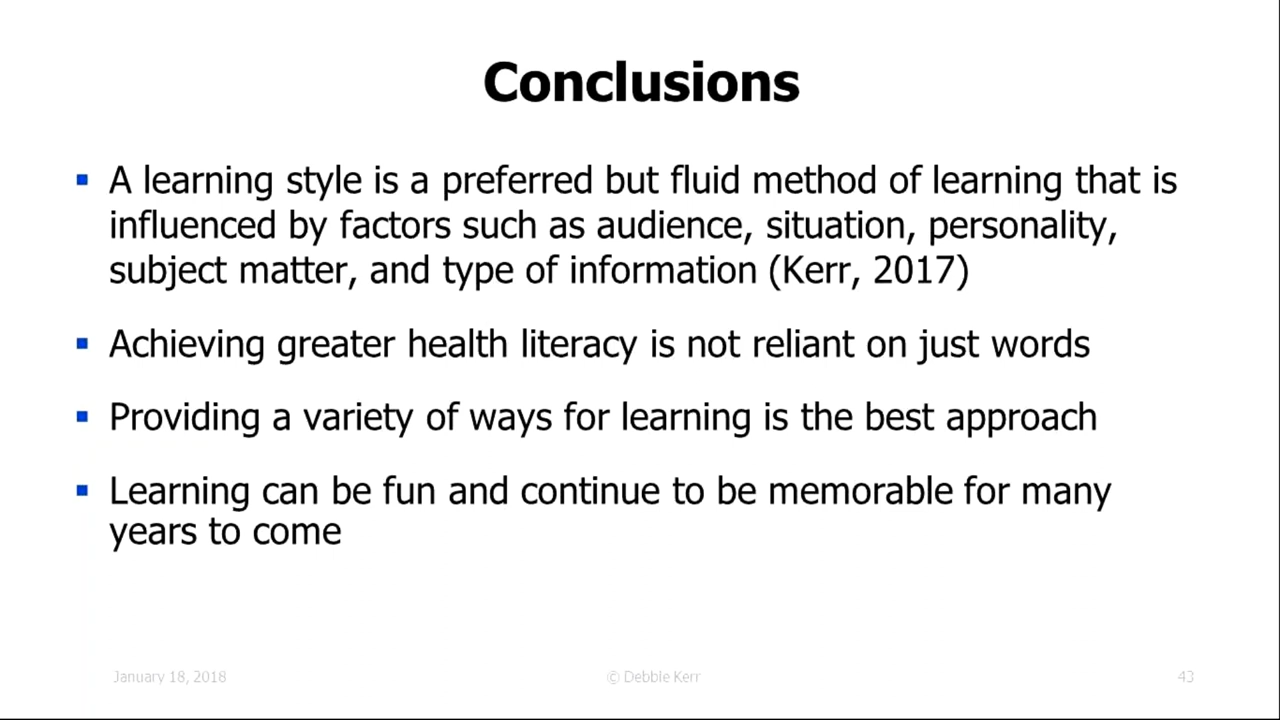 Conclusions
▪ A learning style is a preferred but fluid method of learning that is
influenced by factors such as audience, situation, personality,
subject matter, and type of information (Kerr, 2017)
▪ Achieving greater health literacy is not reliant on just words
▪ Providing a variety of ways for learning is the best approach
▪ Learning can be fun and continue to be memorable for many
years to come
January 18, 2018
© Debbie Kerr
43